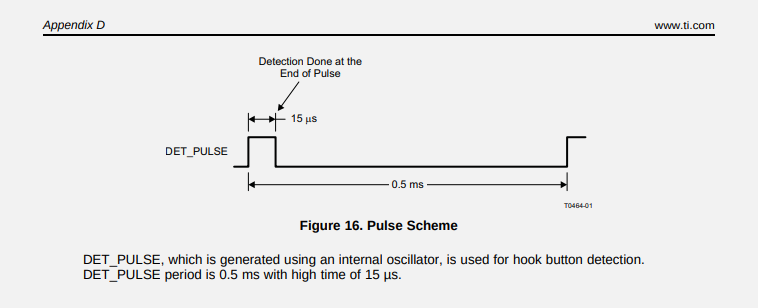 Appendix D
www.ti.com
Detection Done at the
End of Pulse
15 μs
DET_PULSE
0.5 ms
T0464-01
Figure 16. Pulse Scheme
DET_PULSE, which is generated using an internal oscillator, is used for hook button detection.
DET_PULSE period is 0.5 ms with high time of 15 μs.